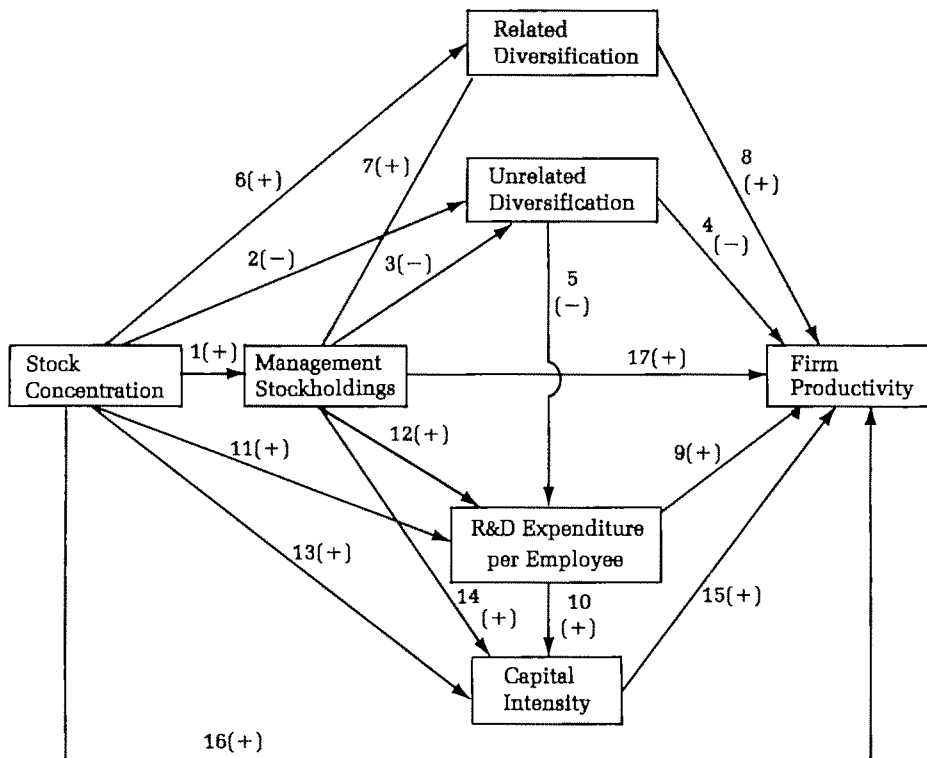 Related
Diversification
6(+)
7(+)
8
(+)
Unrelated
Diversification
2(−)
3(−)
4
(−)
5
(−)
Stock
Concentration
1(+)
Management
Stockholdings
17(+)
Firm
Productivity
11(+)
12(+)
9(+)
R&D Expenditure
per Employee
13(+)
14
(+)
10
(+)
15(+)
Capital
Intensity
16(+)